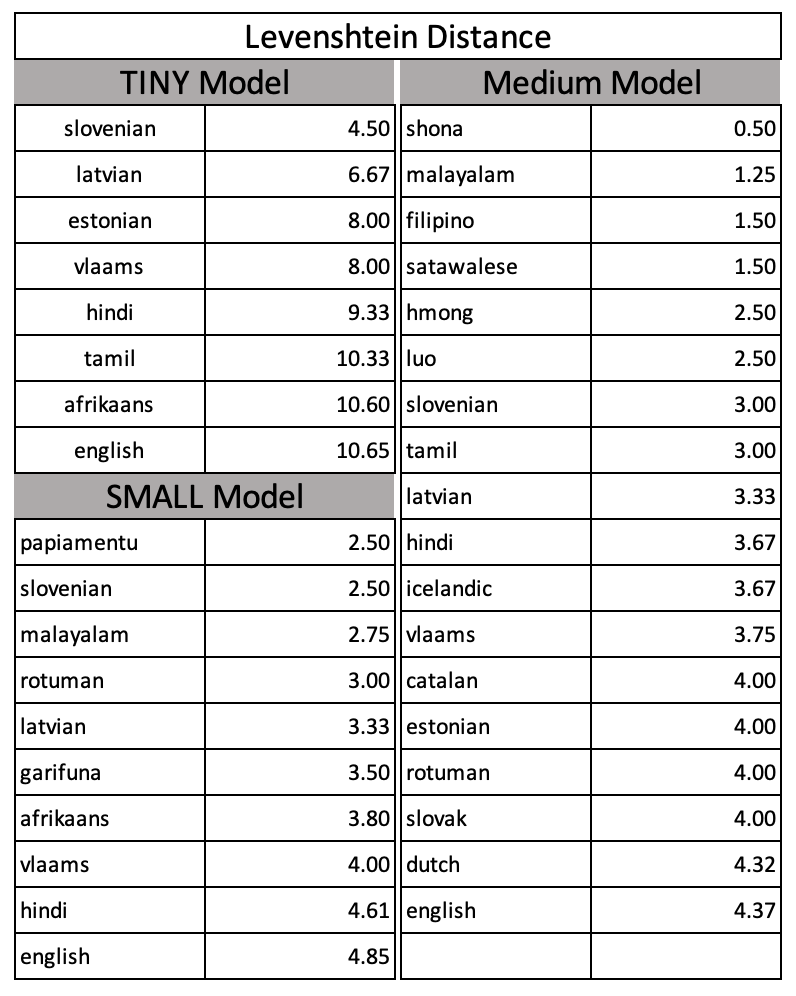 Levenshtein Distance
TINY Model
slovenian 4.50
latvian 6.67
estonian 8.00
vlaams 8.00
hindi 9.33
tamil 10.33
afrikaans 10.60
english 10.65
SMALL Model
papiamentu 2.50
slovenian 2.50
malayalam 2.75
rotuman 3.00
latvian 3.33
garifuna 3.50
afrikaans 3.80
vlaams 4.00
hindi 4.61
english 4.85
Medium Model
shona 0.50
malayalam 1.25
filipino 1.50
satawalese 1.50
hmong 2.50
luo 2.50
slovenian 3.00
tamil 3.00
latvian 3.33
hindi 3.67
icelandic 3.67
vlaams 3.75
catalan 4.00
estonian 4.00
rotuman 4.00
slovak 4.00
dutch 4.32
english 4.37